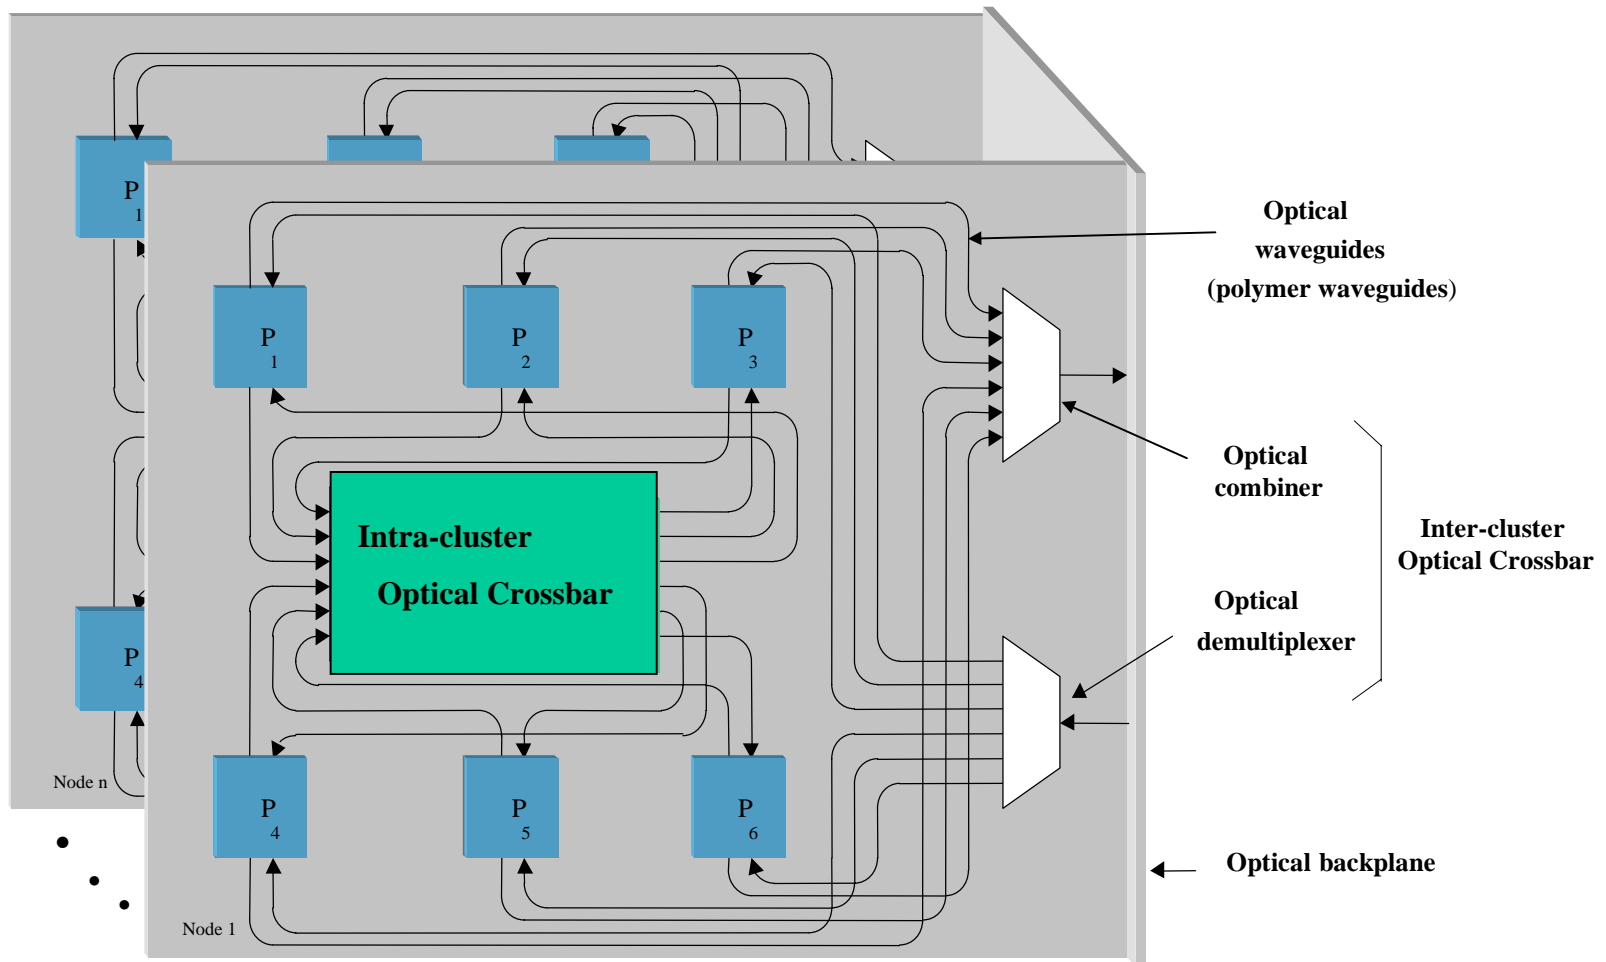 P
1
P
4
Node n
P
1
P
2
P
3
Intra-cluster
Optical Crossbar
P
4
P
5
P
6
Node 1
Optical
waveguides
(polymer waveguides)
Optical
combiner
Inter-cluster
Optical Crossbar
Optical
demultiplexer
Optical backplane